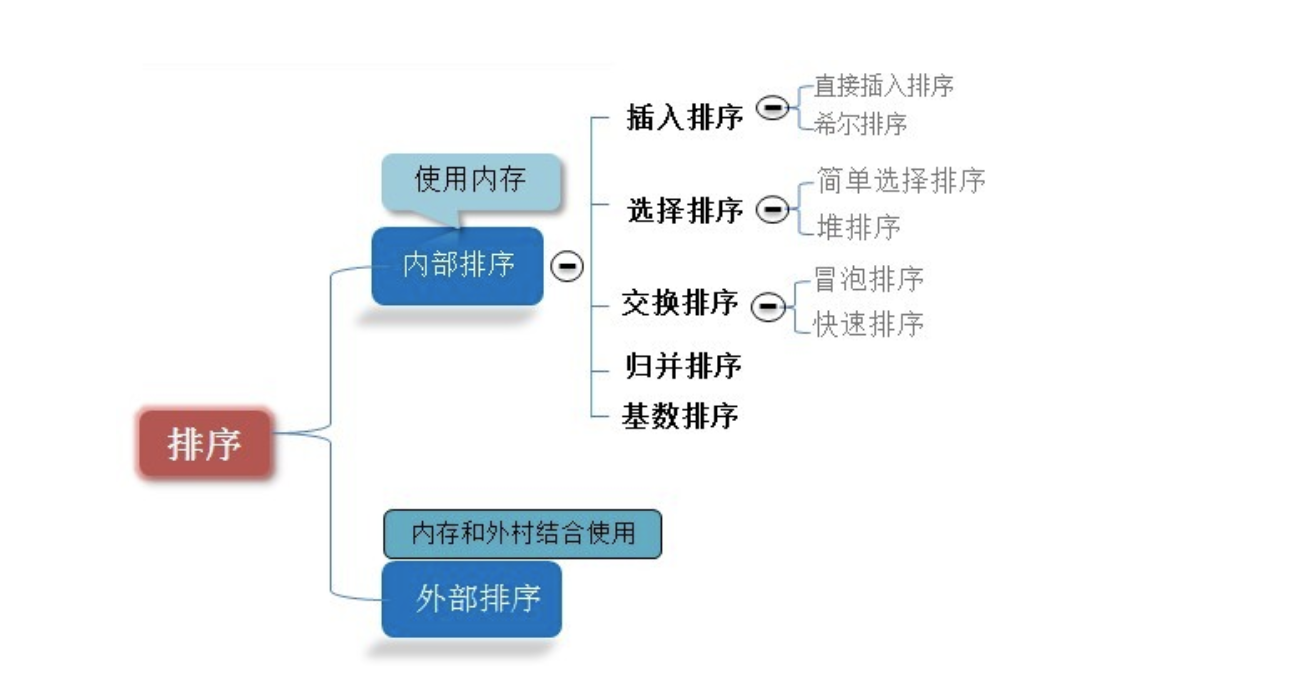 排序
使用内存
内部排序
插入排序
直接插入排序
希尔排序
选择排序
简单选择排序
堆排序
交换排序
冒泡排序
快速排序
归并排序
基数排序
内存和外村结合使用
外部排序